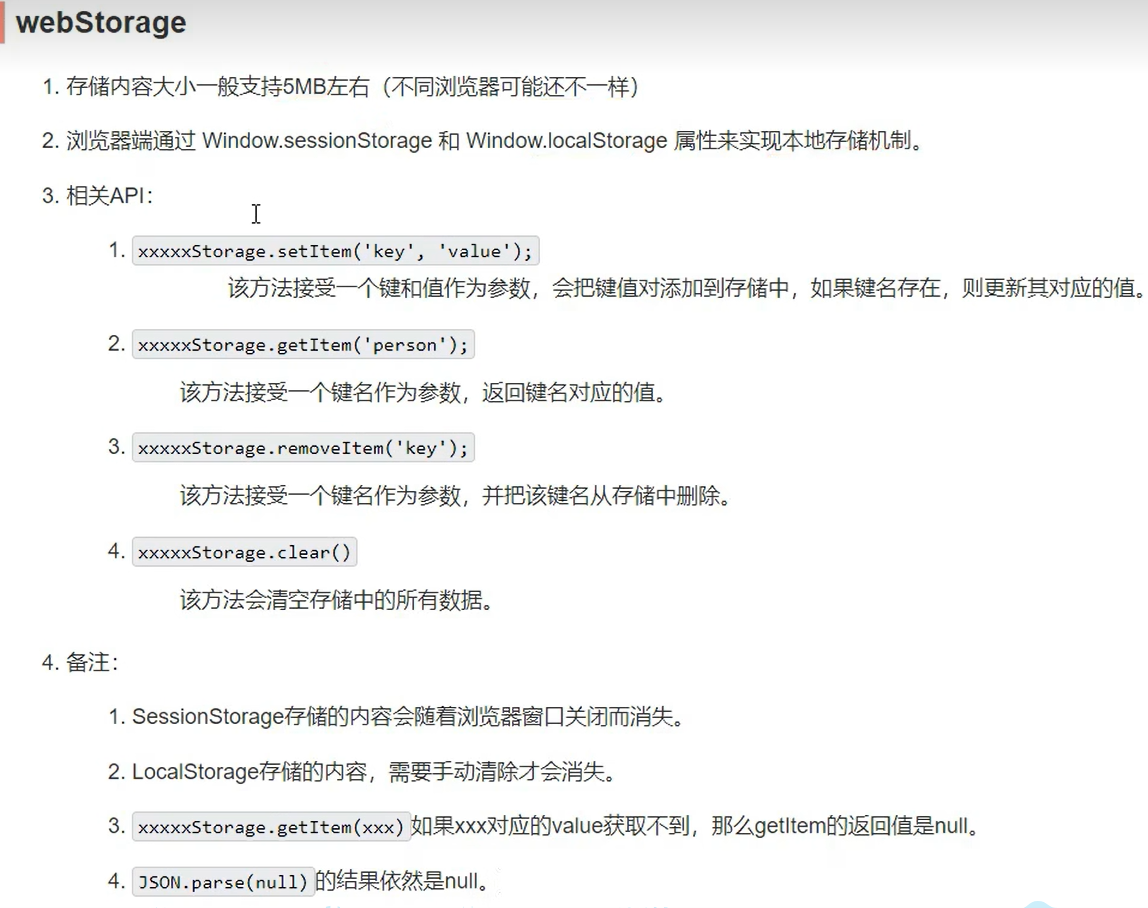 webStorage
1. 存储内容大小一般支持5MB左右（不同浏览器可能还不一样）
2. 浏览器端通过 Window.sessionStorage 和 Window.localStorage 属性来实现本地存储机制。
3. 相关API：
1. xxxxxStorage.setItem('key', 'value');
该方法接受一个键和值作为参数，会把键值对添加到存储中，如果键名存在，则更新其对应的值。
2. xxxxxStorage.getItem('person');
该方法接受一个键名作为参数，返回键名对应的值。
3. xxxxxStorage.removeItem('key');
该方法接受一个键名作为参数，并把该键名从存储中删除。
4. xxxxxStorage.clear()
该方法会清空存储中的所有数据。
4. 备注：
1. SessionStorage存储的内容会随着浏览器窗口关闭而消失。
2. LocalStorage存储的内容，需要手动清除才会消失。
3. xxxxxStorage.getItem(xxx)如果xxx对应的value获取不到，那么getItem的返回值是null。
4. JSON.parse(null)的结果依然是null。